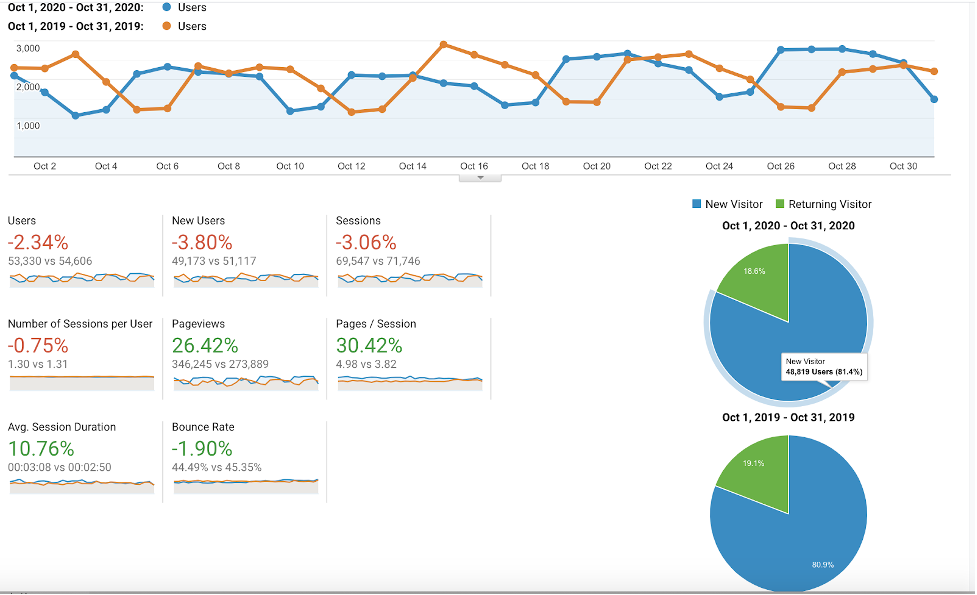 Oct 1, 2020 - Oct 31, 2020: Users
Oct 1, 2019 - Oct 31, 2019: Users
3,000
2,000
1,000
Oct 2 Oct 4 Oct 6 Oct 8 Oct 10 Oct 12 Oct 14 Oct 16 Oct 18 Oct 20 Oct 22 Oct 24 Oct 26 Oct 28 Oct 30
Users
-2.34%
53,330 vs 54,606
New Users
-3.80%
49,173 vs 51,117
Sessions
-3.06%
69,547 vs 71,746
Number of Sessions per User
-0.75%
1.30 vs 1.31
Pageviews
26.42%
346,245 vs 273,889
Pages / Session
30.42%
4.98 vs 3.82
Avg. Session Duration
10.76%
00:03:08 vs 00:02:50
Bounce Rate
-1.90%
44.49% vs 45.35%
New Visitor Returning Visitor
Oct 1, 2020 - Oct 31, 2020
18.6%
New Visitor
48,819 Users (81.4%)
Oct 1, 2019 - Oct 31, 2019
19.1%
80.9%